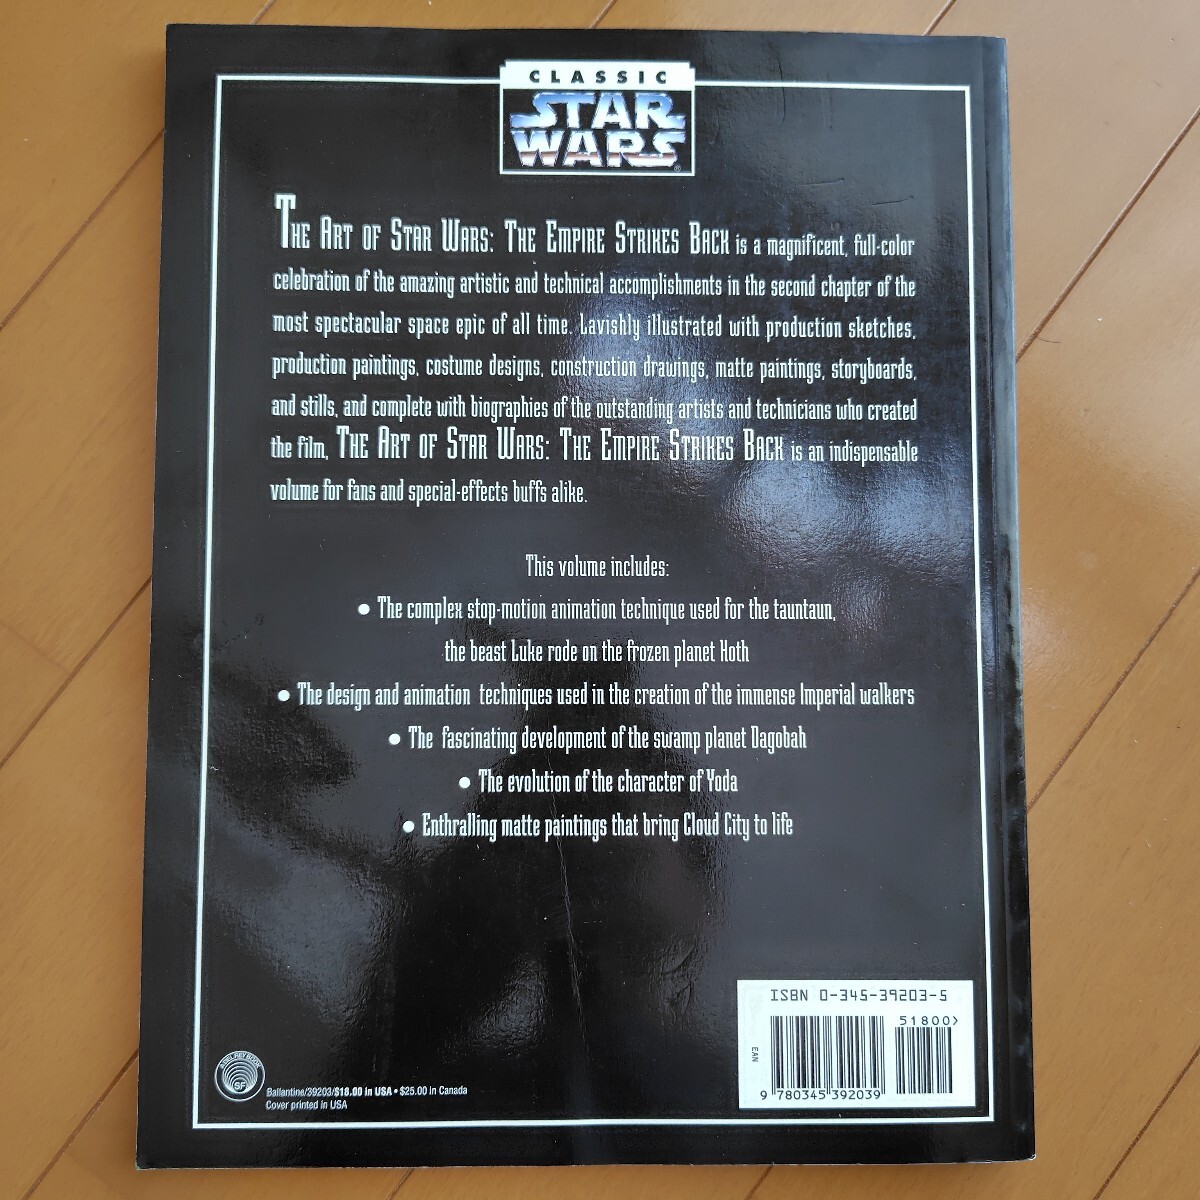 CLASSIC
STAR
WARS®
THE ART OF STAR WARS: THE EMPIRE STRIKES BACK is a magnificent, full-color
celebration of the amazing artistic and technical accomplishments in the second chapter of the
most spectacular space epic of all time. Lavishly illustrated with production sketches,
production paintings, costume designs, construction drawings, matte paintings, storyboards,
and stills, and complete with biographies of the outstanding artists and technicians who created
the film, THE ART OF STAR WARS: THE EMPIRE STRIKES BACK is an indispensable
volume for fans and special-effects buffs alike.
This volume includes:
• The complex stop-motion animation technique used for the tauntaun,
the beast Luke rode on the frozen planet Hoth
• The design and animation techniques used in the creation of the immense Imperial walkers
• The fascinating development of the swamp planet Dagobah
• The evolution of the character of Yoda
• Enthralling matte paintings that bring Cloud City to life
ISBN 0-345-39203-5
51800>
EAN
9 780345 392039
A DEL REY BOOK
SF
Ballantine/39203/$18.00 in USA • $25.00 in Canada
Cover printed in USA